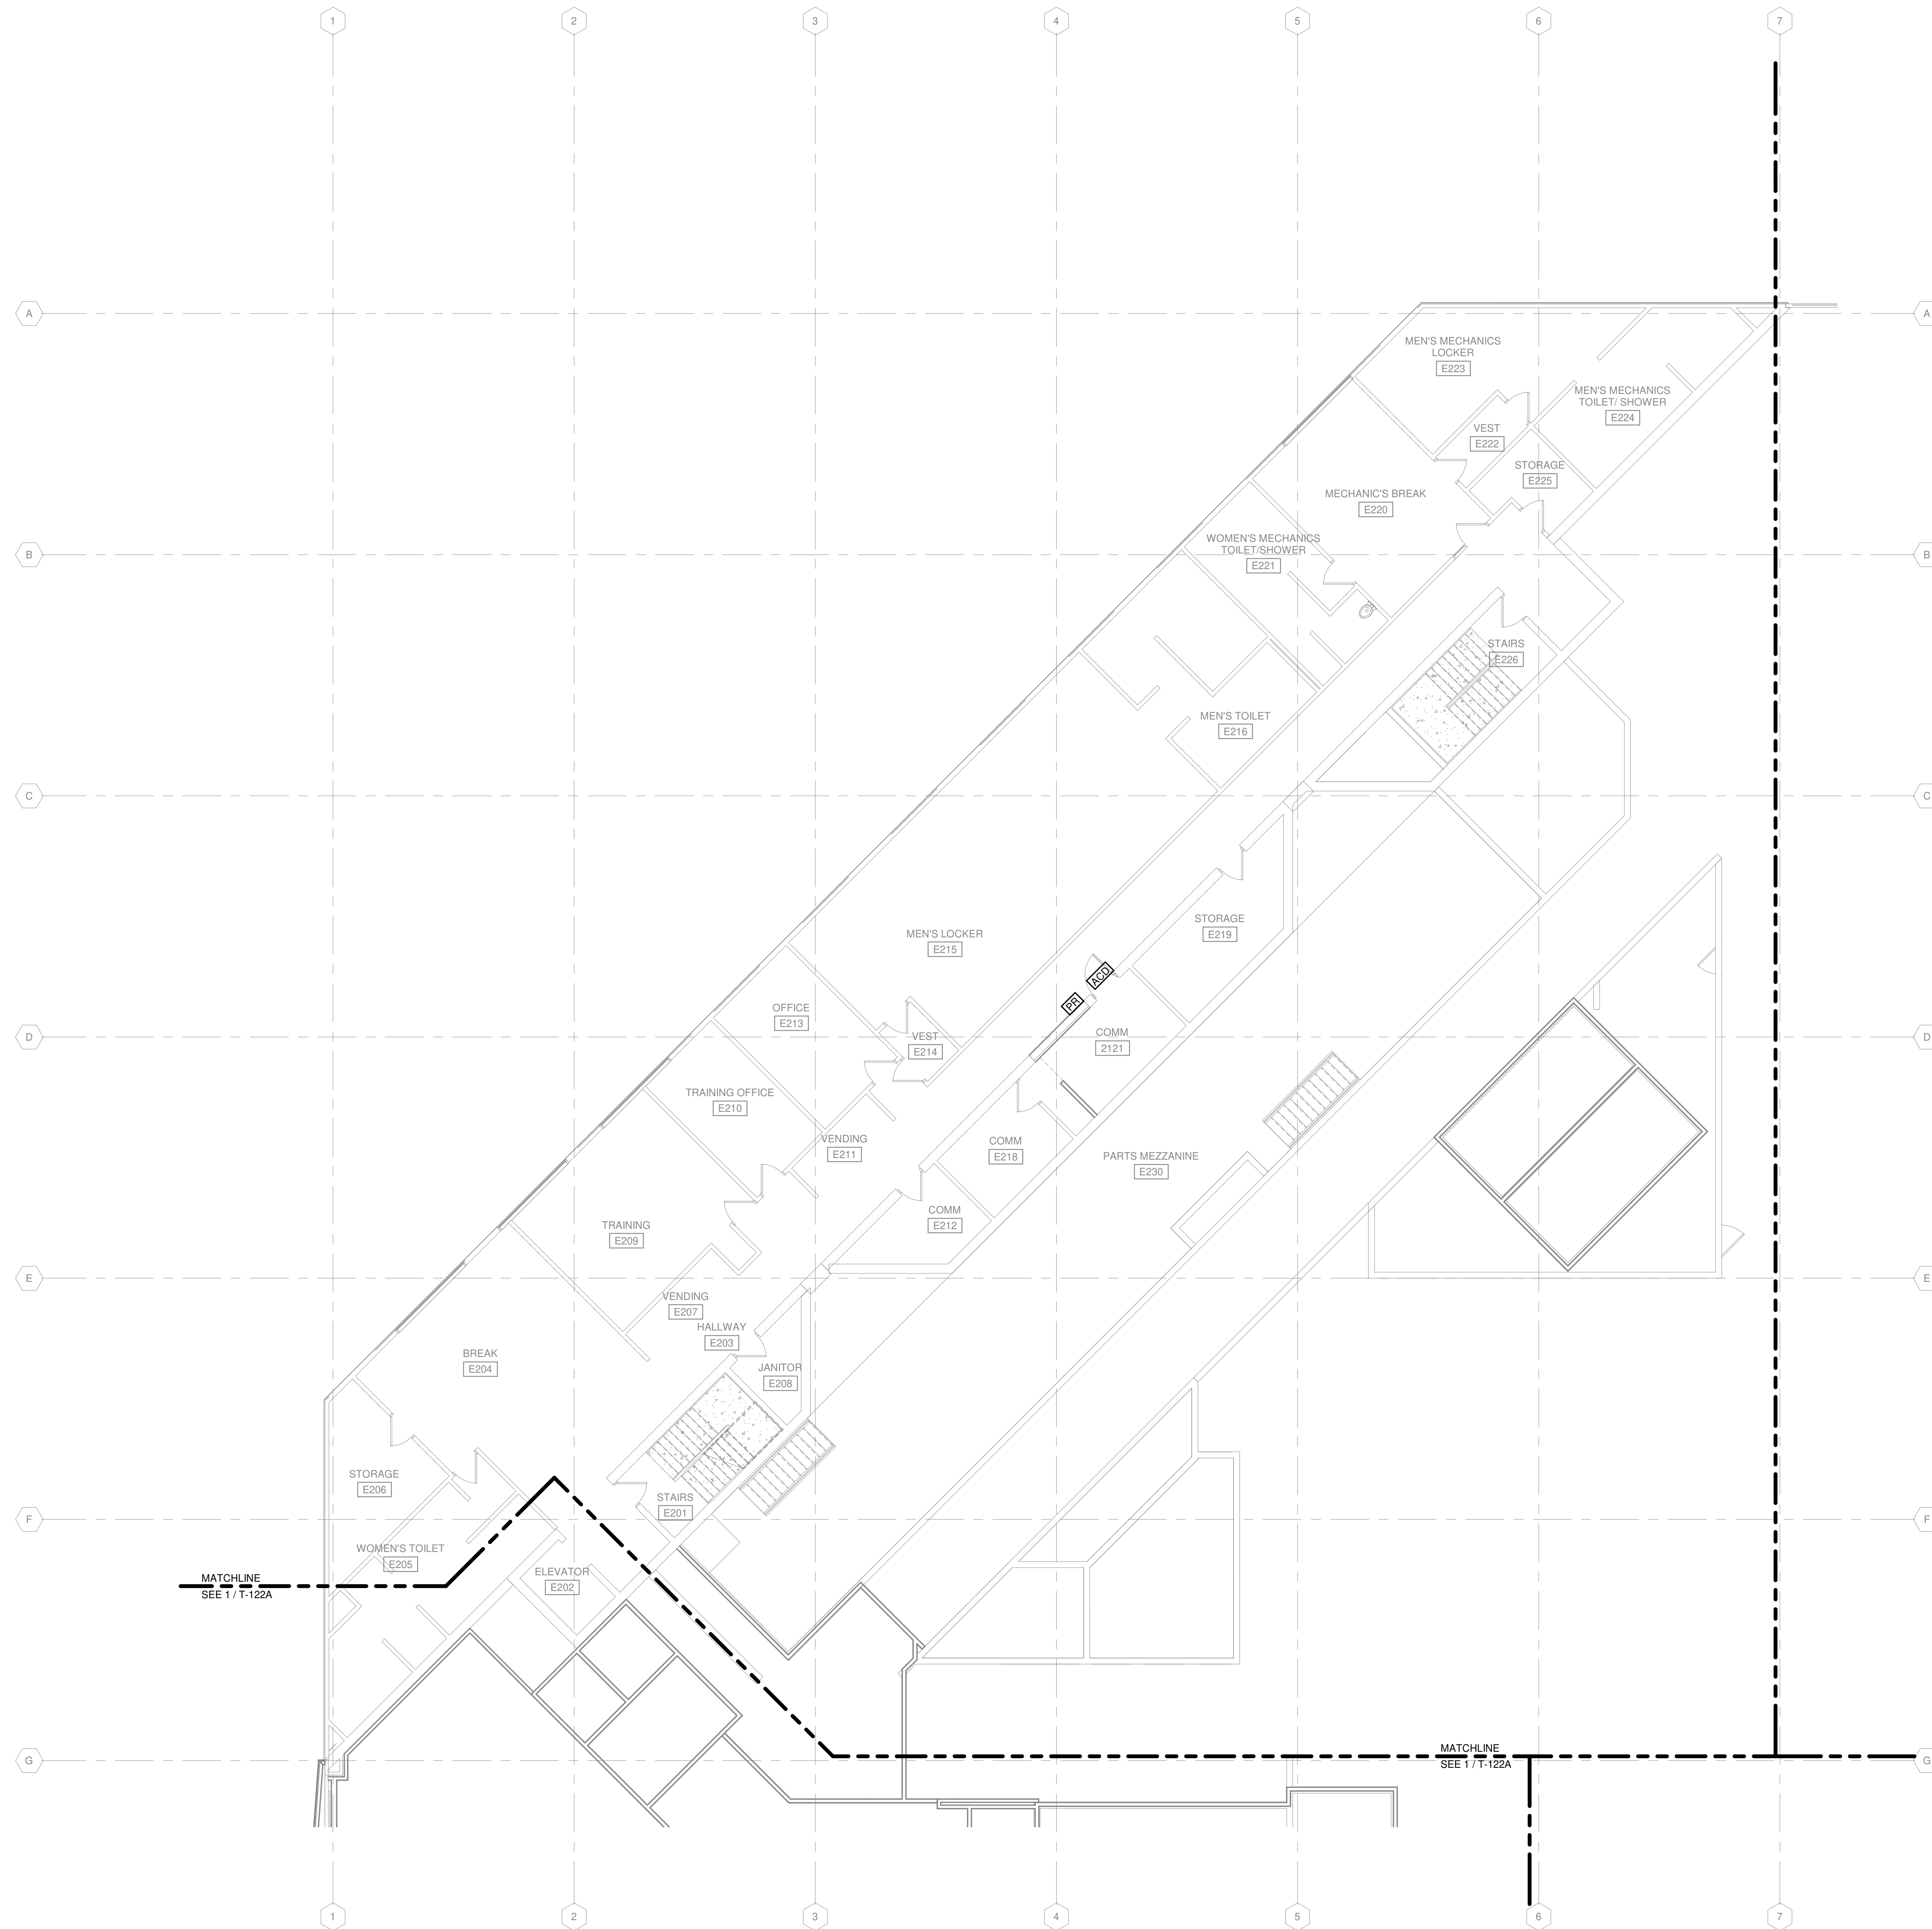 1 2 3 4 5 6 7
A A
MEN'S MECHANICS
LOCKER
E223
MEN'S MECHANICS
TOILET/ SHOWER
E224
VEST
E222
STORAGE
E225
MECHANIC'S BREAK
E220
WOMEN'S MECHANICS
TOILET/SHOWER
E221
B B
STAIRS
E226
MEN'S TOILET
E216
C C
STORAGE
E219
MEN'S LOCKER
E215
ACD
PR
OFFICE
E213
COMM
2121
VEST
E214
D D
TRAINING OFFICE
E210
VENDING
E211
COMM
E218
PARTS MEZZANINE
E230
COMM
E212
TRAINING
E209
E E
VENDING
E207
HALLWAY
E203
BREAK
E204
JANITOR
E208
STORAGE
E206
STAIRS
E201
F F
WOMEN'S TOILET
E205
ELEVATOR
E202
MATCHLINE
SEE 1 / T-122A
MATCHLINE
SEE 1 / T-122A
G G
1 2 3 4 5 6 7